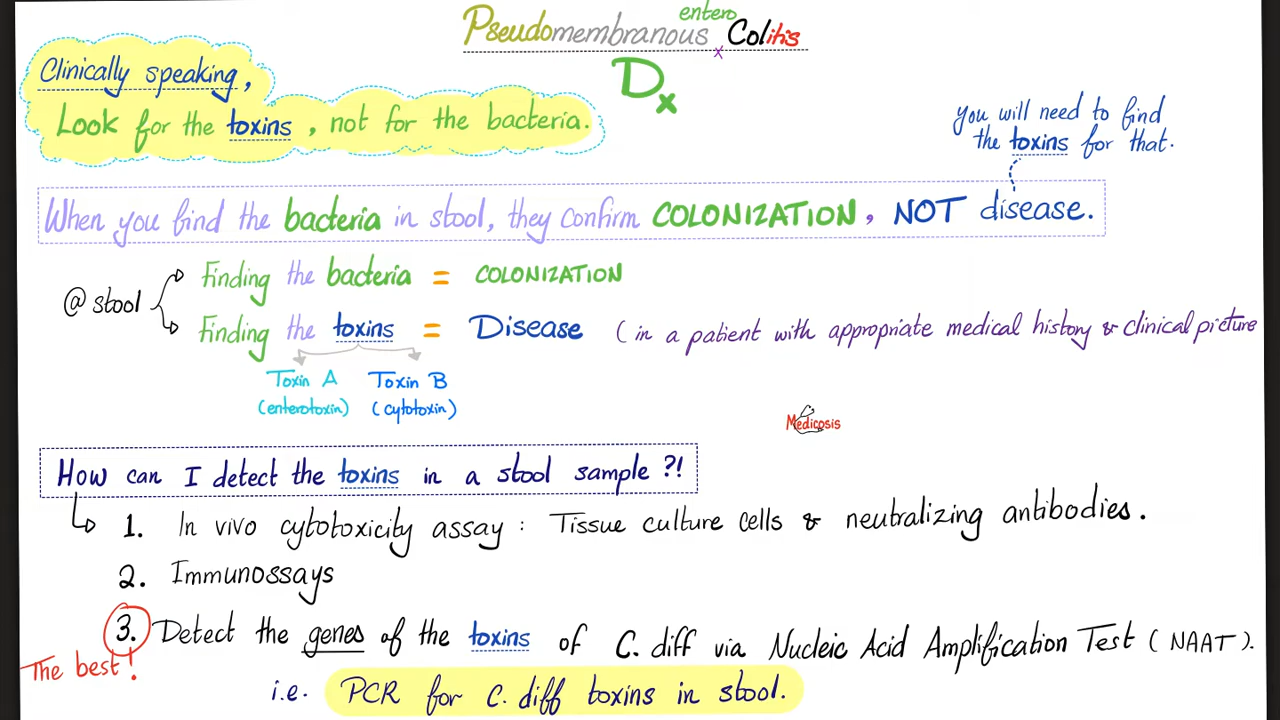 entero
Pseudomembranous x Colitis
Dx
Clinically speaking,
Look for the toxins, not for the bacteria.
you will need to find
the toxins for that.
When you find the bacteria in stool, they confirm COLONIZATION, NOT disease.
@ stool
Finding the bacteria = COLONIZATION
Finding the toxins = Disease (in a patient with appropriate medical history & clinical picture
Toxin A Toxin B
(enterotoxin) (cytotoxin)
Medicosis
How can I detect the toxins in a stool sample ?!
1. In vivo cytotoxicity assay : Tissue culture cells & neutralizing antibodies.
2. Immunossays
3. Detect the genes of the toxins of C. diff via Nucleic Acid Amplification Test (NAAT).
The best!
i.e. PCR for C. diff toxins in stool.